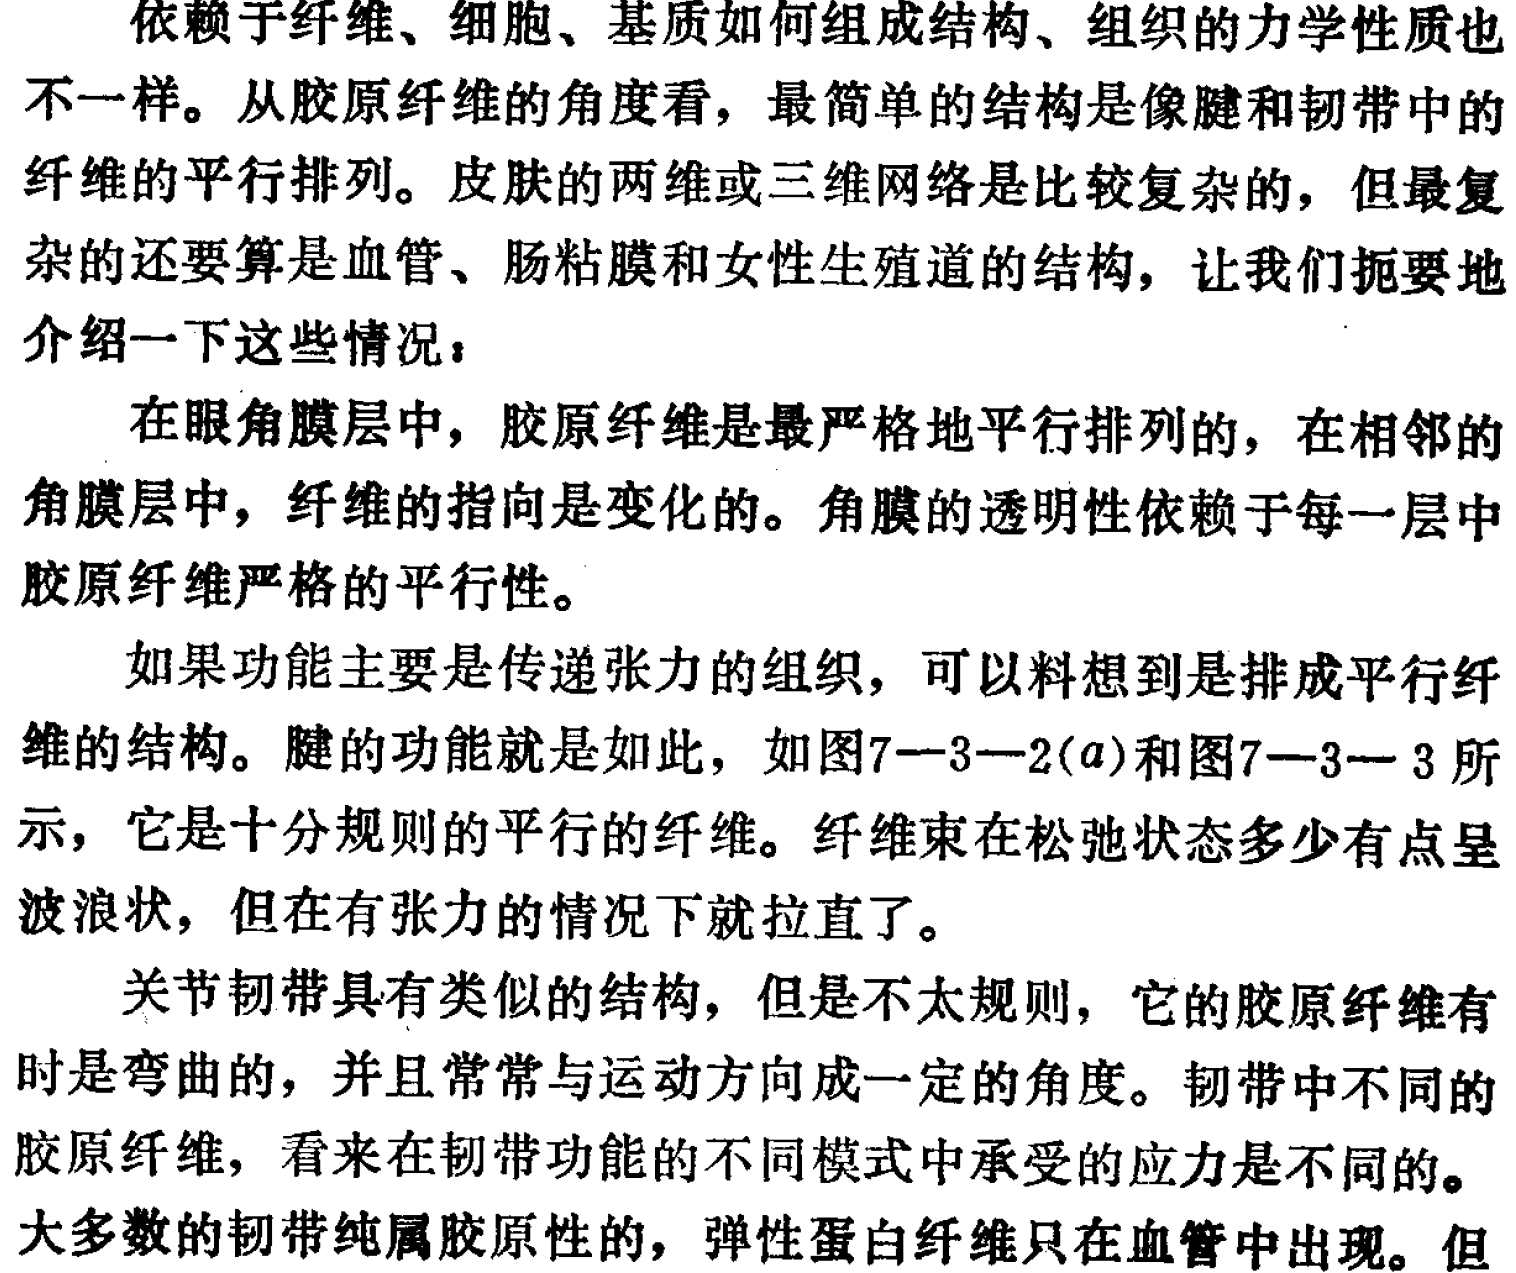 依赖于纤维、细胞、基质如何组成结构、组织的力学性质也
不一样。从胶原纤维的角度看，最简单的结构是像腱和韧带中的
纤维的平行排列。皮肤的两维或三维网络是比较复杂的，但最复
杂的还要算是血管、肠粘膜和女性生殖道的结构，让我们扼要地
介绍一下这些情况：
在眼角膜层中，胶原纤维是最严格地平行排列的，在相邻的
角膜层中，纤维的指向是变化的。角膜的透明性依赖于每一层中
胶原纤维严格的平行性。
如果功能主要是传递张力的组织，可以料想到是排成平行纤
维的结构。腱的功能就是如此，如图7—3—2(a)和图7—3—3所
示，它是十分规则的平行的纤维。纤维束在松弛状态多少有点呈
波浪状，但在有张力的情况下就拉直了。
关节韧带具有类似的结构，但是不太规则，它的胶原纤维有
时是弯曲的，并且常常与运动方向成一定的角度。韧带中不同的
胶原纤维，看来在韧带功能的不同模式中承受的应力是不同的。
大多数的韧带纯属胶原性的，弹性蛋白纤维只在血管中出现。但